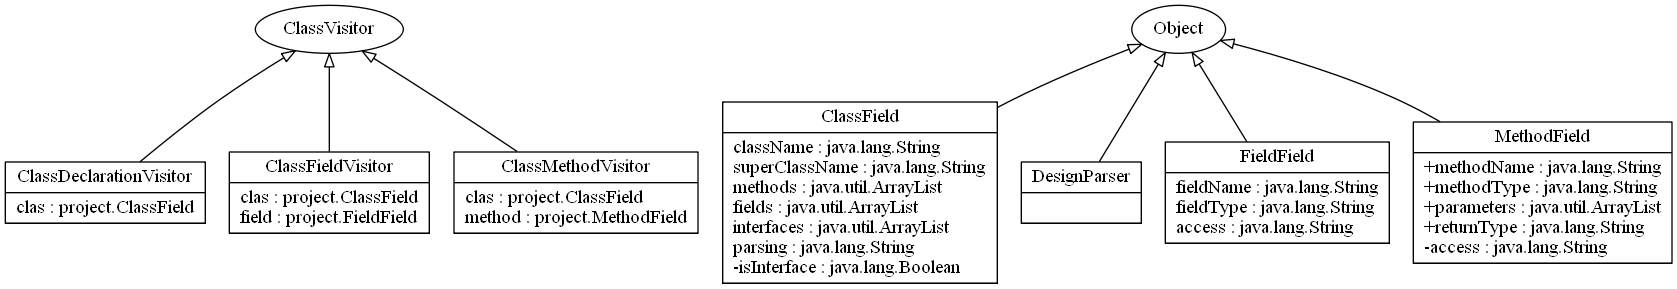 ClassVisitor
Object
ClassDeclarationVisitor
clas : project.ClassField
ClassFieldVisitor
clas : project.ClassField
field : project.FieldField
ClassMethodVisitor
clas : project.ClassField
method : project.MethodField
ClassField
className : java.lang.String
superClassName : java.lang.String
methods : java.util.ArrayList
fields : java.util.ArrayList
interfaces : java.util.ArrayList
parsing : java.lang.String
-isInterface : java.lang.Boolean
DesignParser
FieldField
fieldName : java.lang.String
fieldType : java.lang.String
access : java.lang.String
MethodField
+methodName : java.lang.String
+methodType : java.lang.String
+parameters : java.util.ArrayList
+returnType : java.lang.String
-access : java.lang.String